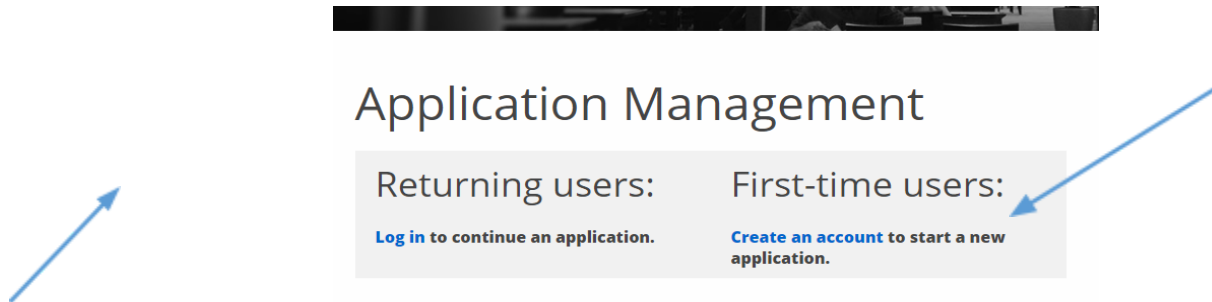 Application Management
Returning users:
Log in to continue an application.
First-time users:
Create an account to start a new
application.